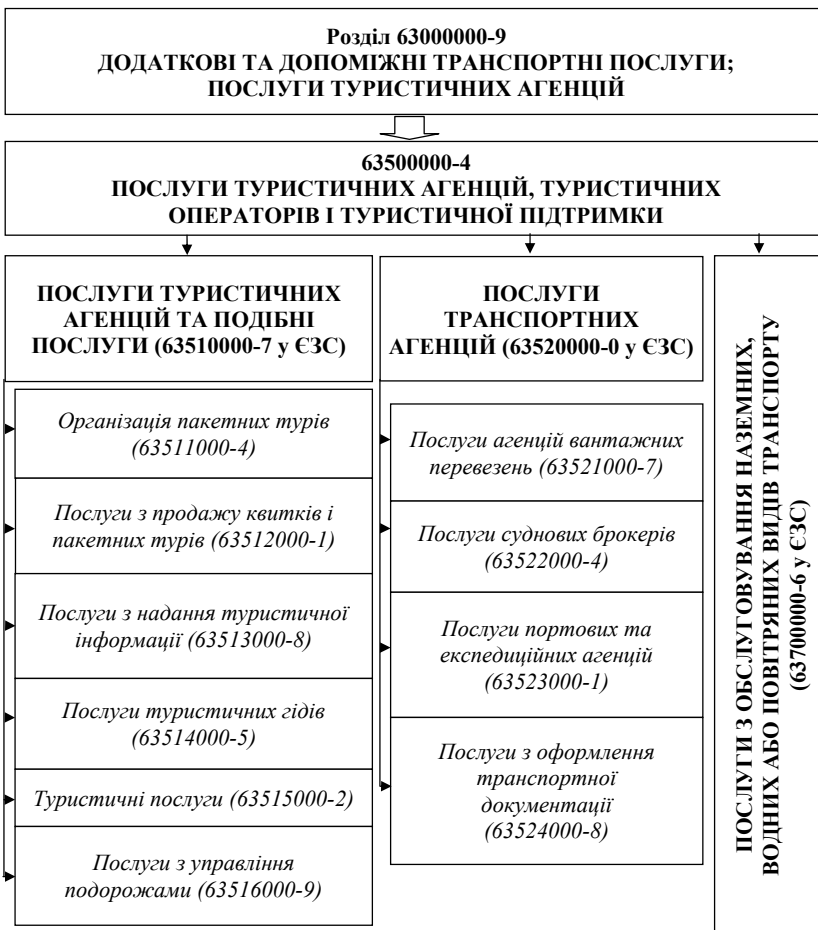 Розділ 63000000-9
ДОДАТКОВІ ТА ДОПОМІЖНІ ТРАНСПОРТНІ ПОСЛУГИ;
ПОСЛУГИ ТУРИСТИЧНИХ АГЕНЦІЙ
63500000-4
ПОСЛУГИ ТУРИСТИЧНИХ АГЕНЦІЙ, ТУРИСТИЧНИХ
ОПЕРАТОРІВ І ТУРИСТИЧНОЇ ПІДТРИМКИ
ПОСЛУГИ ТУРИСТИЧНИХ
АГЕНЦІЙ ТА ПОДІБНІ
ПОСЛУГИ (63510000-7 у ЄЗС)
Організація пакетних турів
(63511000-4)
Послуги з продажу квитків і
пакетних турів (63512000-1)
Послуги з надання туристичної
інформації (63513000-8)
Послуги туристичних гідів
(63514000-5)
Туристичні послуги (63515000-2)
Послуги з управління
подорожами (63516000-9)
ПОСЛУГИ
ТРАНСПОРТНИХ
АГЕНЦІЙ (63520000-0 у ЄЗС)
Послуги агенцій вантажних
перевезень (63521000-7)
Послуги суднових брокерів
(63522000-4)
Послуги портових та
експедиційних агенцій
(63523000-1)
Послуги з оформлення
транспортної
документації
(63524000-8)
ПОСЛУГИ З ОБСЛУГОВУВАННЯ НАЗЕМНИХ,
ВОДНИХ АБО ПОВІТРЯНИХ ВИДІВ ТРАНСПОРТУ
(63700000-6 у ЄЗС)